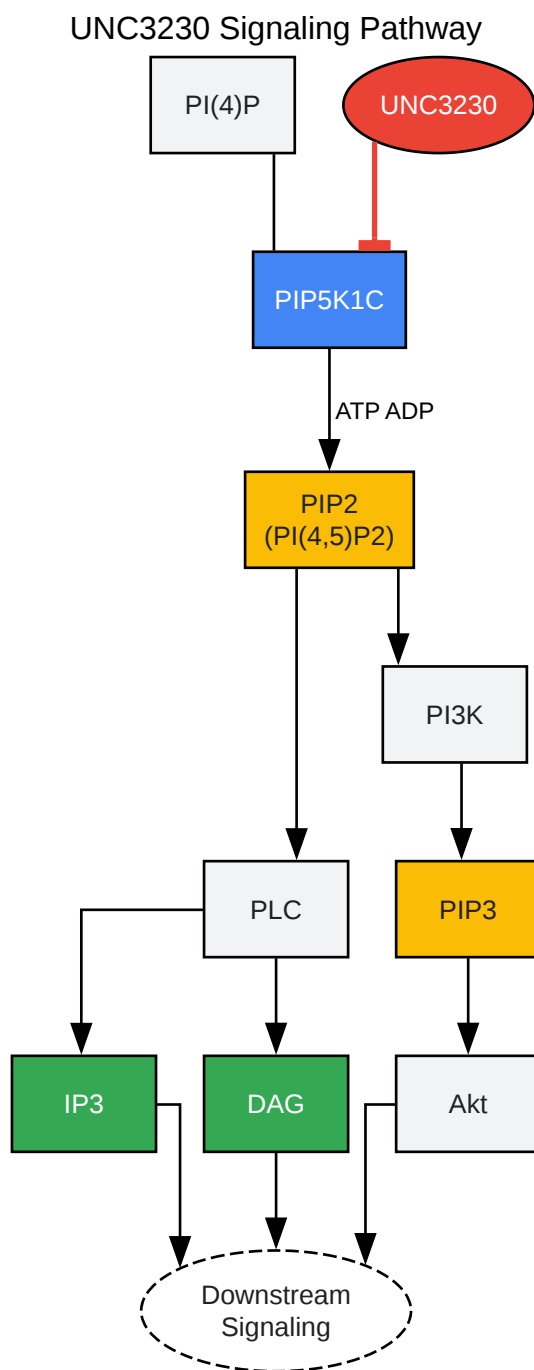 UNC3230 Signaling Pathway
PI(4)P
UNC3230
PIP5K1C
ATP ADP
PIP2
(PI(4,5)P2)
PI3K
PLC
PIP3
IP3
DAG
Akt
Downstream
Signaling